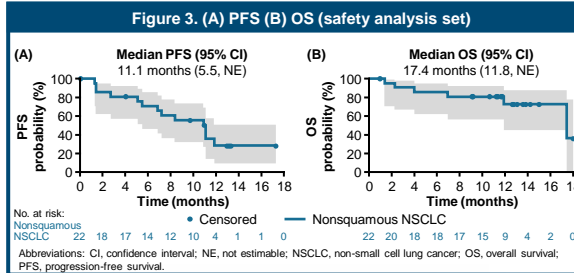 Figure 3. (A) PFS (B) OS (safety analysis set)
(A)
Median PFS (95% CI)
11.1 months (5.5, NE)
PFS
probability (%)
100
80
60
40
20
0
0 2 4 6 8 10 12 14 16 18
Time (months)
(B)
Median OS (95% CI)
17.4 months (11.8, NE)
OS
probability (%)
100
80
60
40
20
0
0 2 4 6 8 10 12 14 16 18
Time (months)
No. at risk:
Censored Nonsquamous NSCLC
Nonsquamous
NSCLC 22 18 17 14 12 10 4 1 1 0 22 20 18 18 17 15 9 4 2 0
Abbreviations: CI, confidence interval; NE, not estimable; NSCLC, non-small cell lung cancer; OS, overall survival;
PFS, progression-free survival.